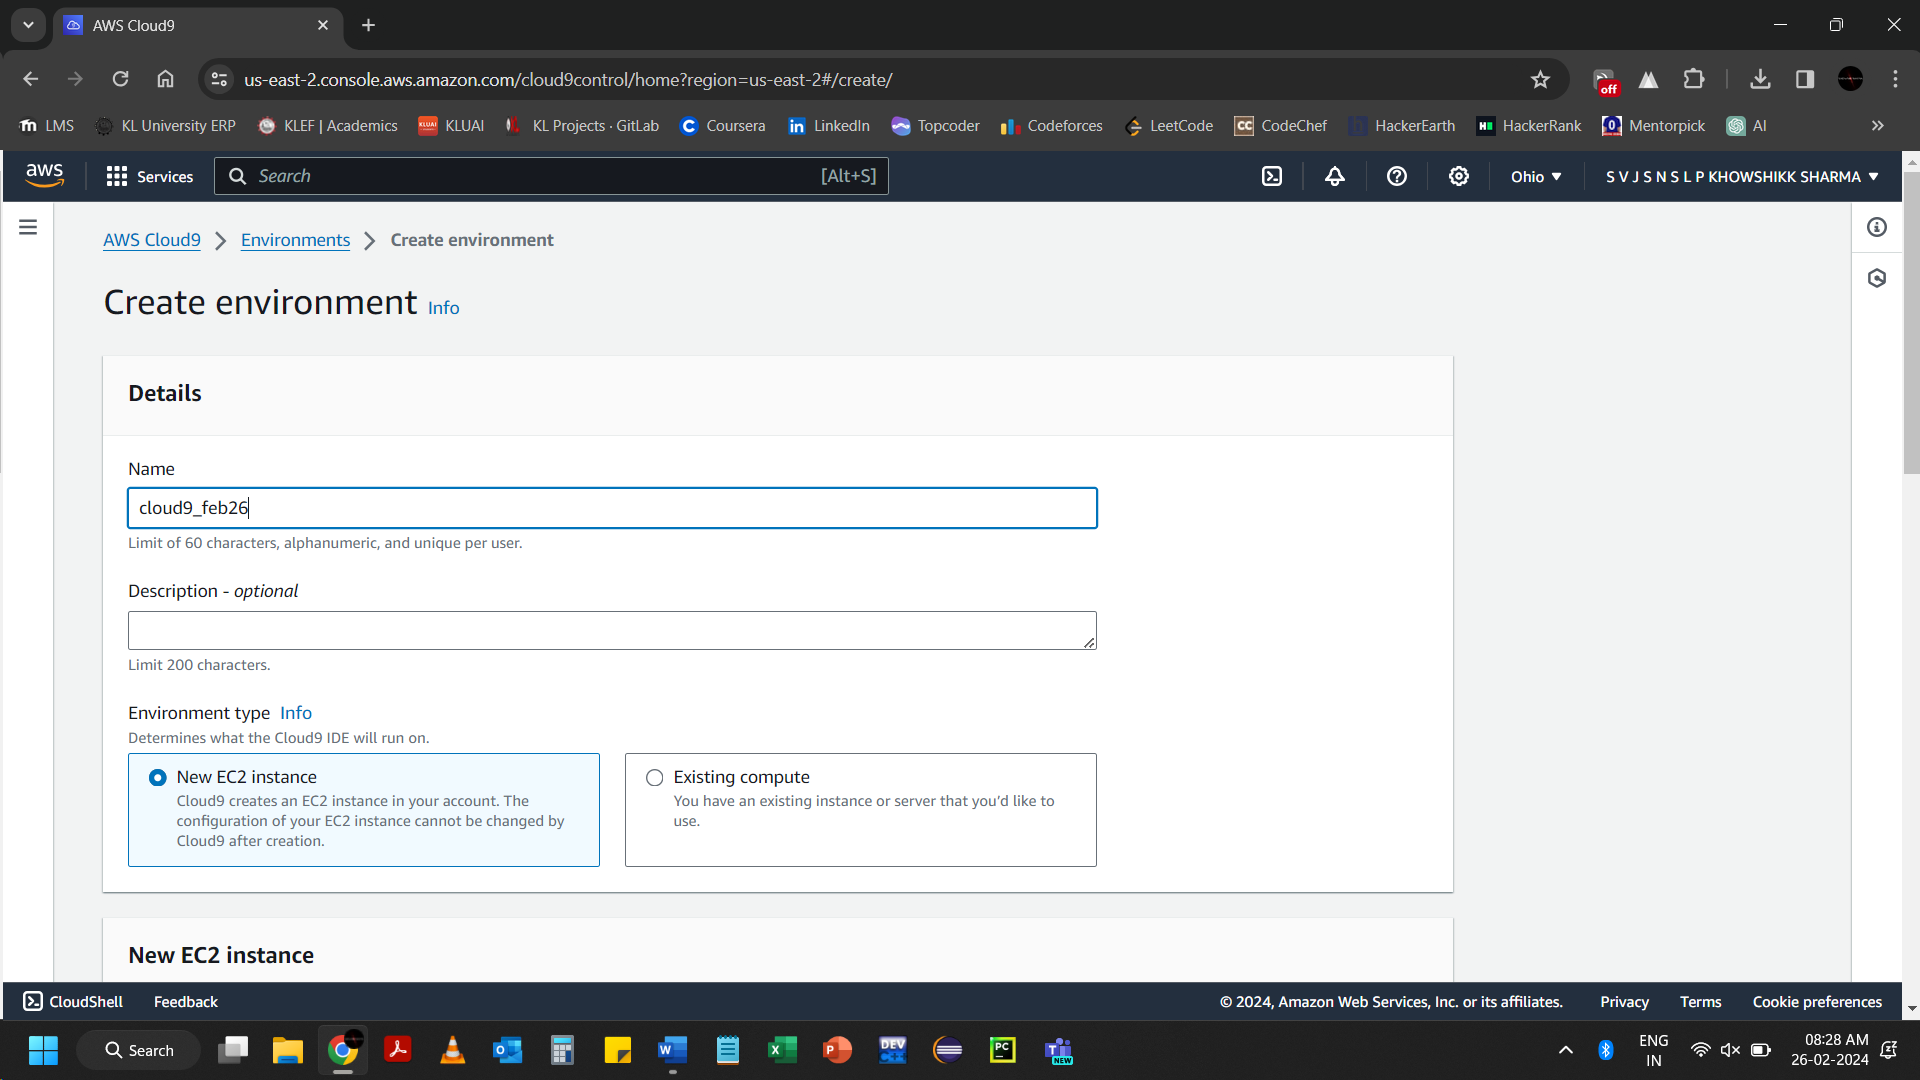 AWS Cloud9
us-east-2.console.aws.amazon.com/cloud9control/home?region=us-east-2#/create/
off
LMS KL University ERP KLEF | Academics KLUAI KL Projects · GitLab Coursera LinkedIn Topcoder Codeforces LeetCode CodeChef HackerEarth HackerRank Mentorpick AI
aws Services Search [Alt+S] Ohio S V J S N S L P KHOWSHIKK SHARMA
AWS Cloud9 Environments Create environment
Create environment Info
Details
Name
cloud9_feb26
Limit of 60 characters, alphanumeric, and unique per user.
Description - optional
Limit 200 characters.
Environment type Info
Determines what the Cloud9 IDE will run on.
New EC2 instance
Cloud9 creates an EC2 instance in your account. The
configuration of your EC2 instance cannot be changed by
Cloud9 after creation.
Existing compute
You have an existing instance or server that you'd like to
use.
New EC2 instance
CloudShell Feedback © 2024, Amazon Web Services, Inc. or its affiliates. Privacy Terms Cookie preferences
Search ENG 08:28 AM
IN 26-02-2024